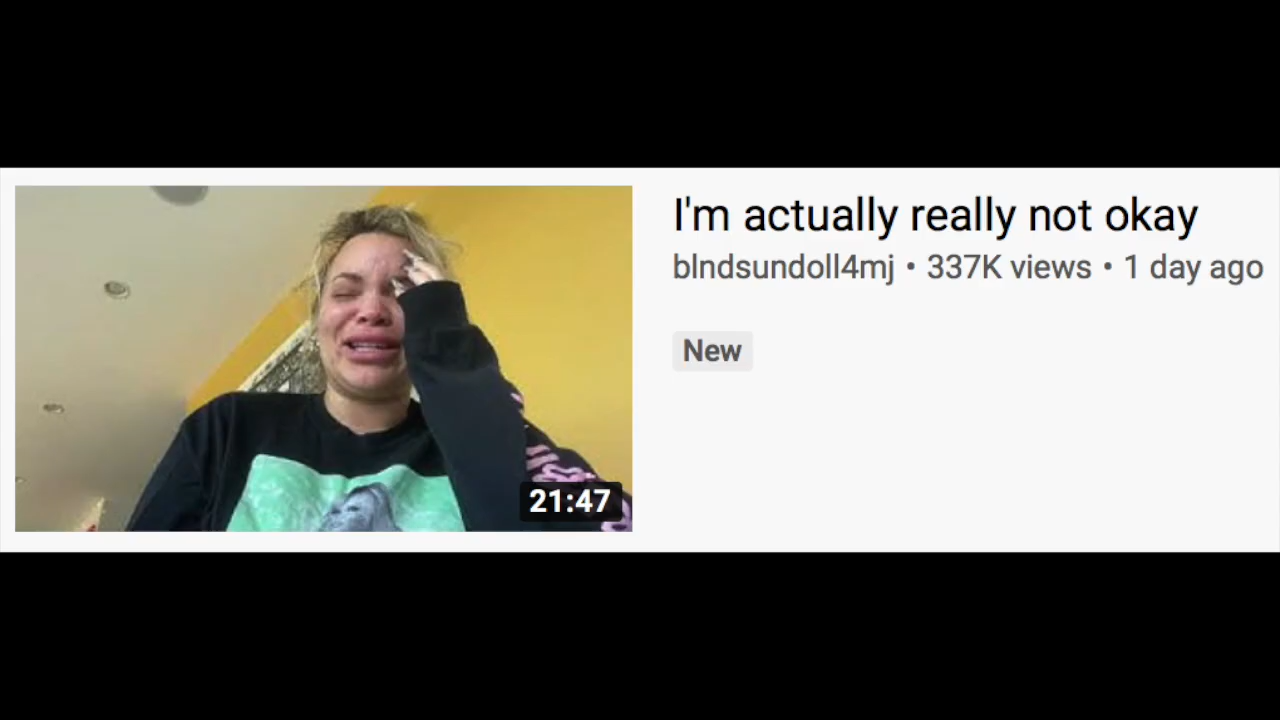 I'm actually really not okay
blndsundoll4mj • 337K views • 1 day ago
New
21:47